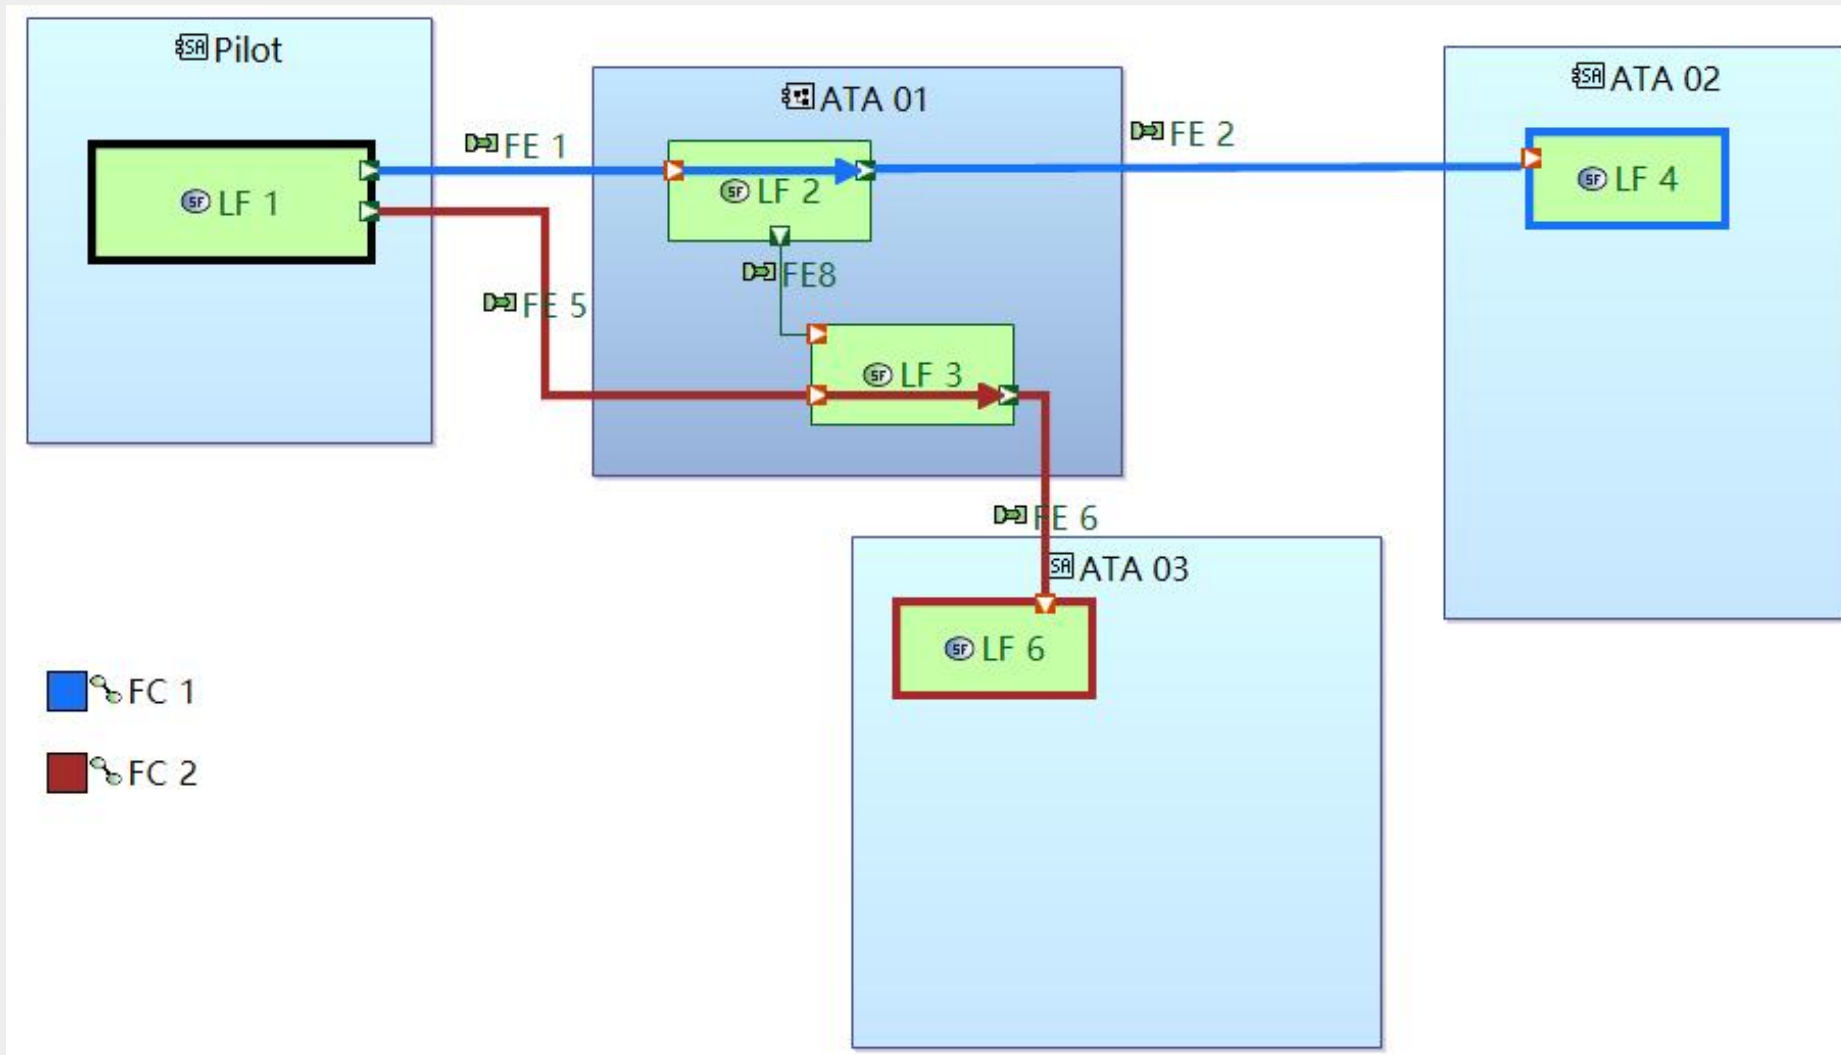 Pilot
ATA 01
ATA 02
FE 1
FE 2
LF 1
LF 2
LF 4
FE8
FE 5
LF 3
FE 6
ATA 03
LF 6
FC 1
FC 2